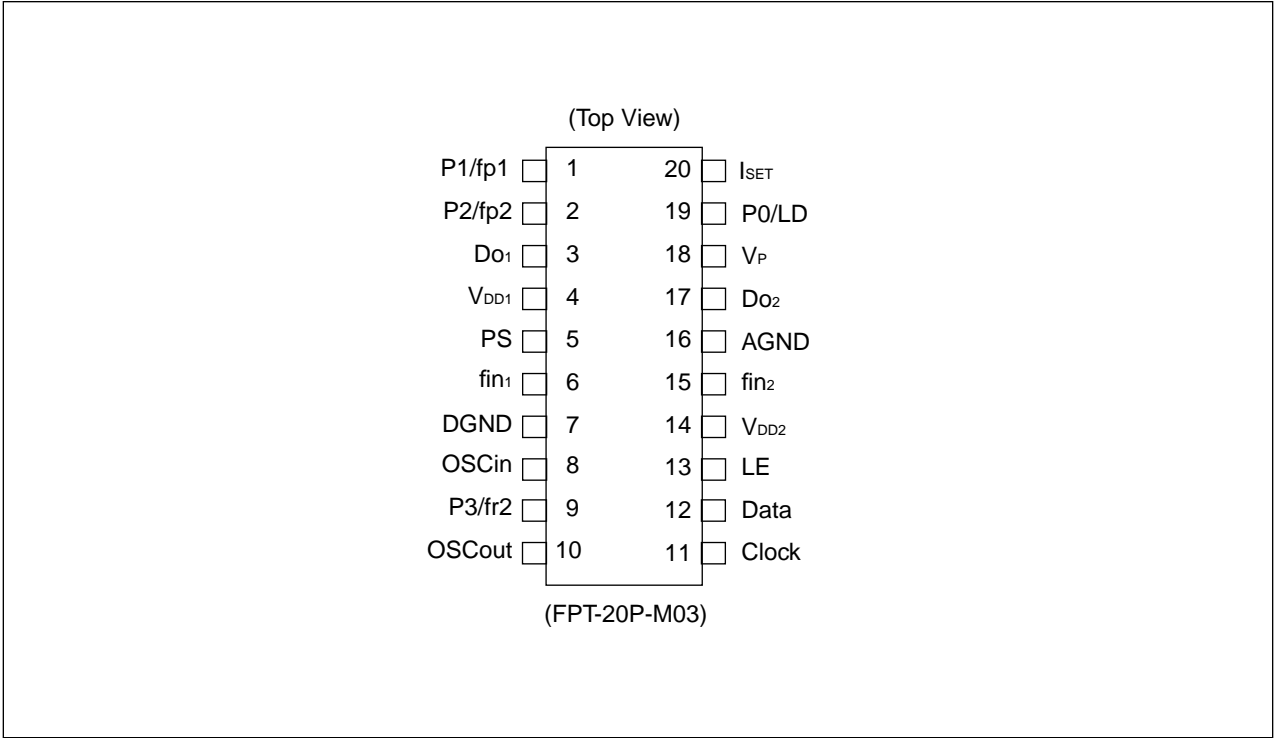 (Top View)
P1/fp1 1 20 ISET
P2/fp2 2 19 P0/LD
Do1 3 18 VP
VDD1 4 17 Do2
PS 5 16 AGND
fin1 6 15 fin2
DGND 7 14 VDD2
OSCin 8 13 LE
P3/fr2 9 12 Data
OSCout 10 11 Clock
(FPT-20P-M03)